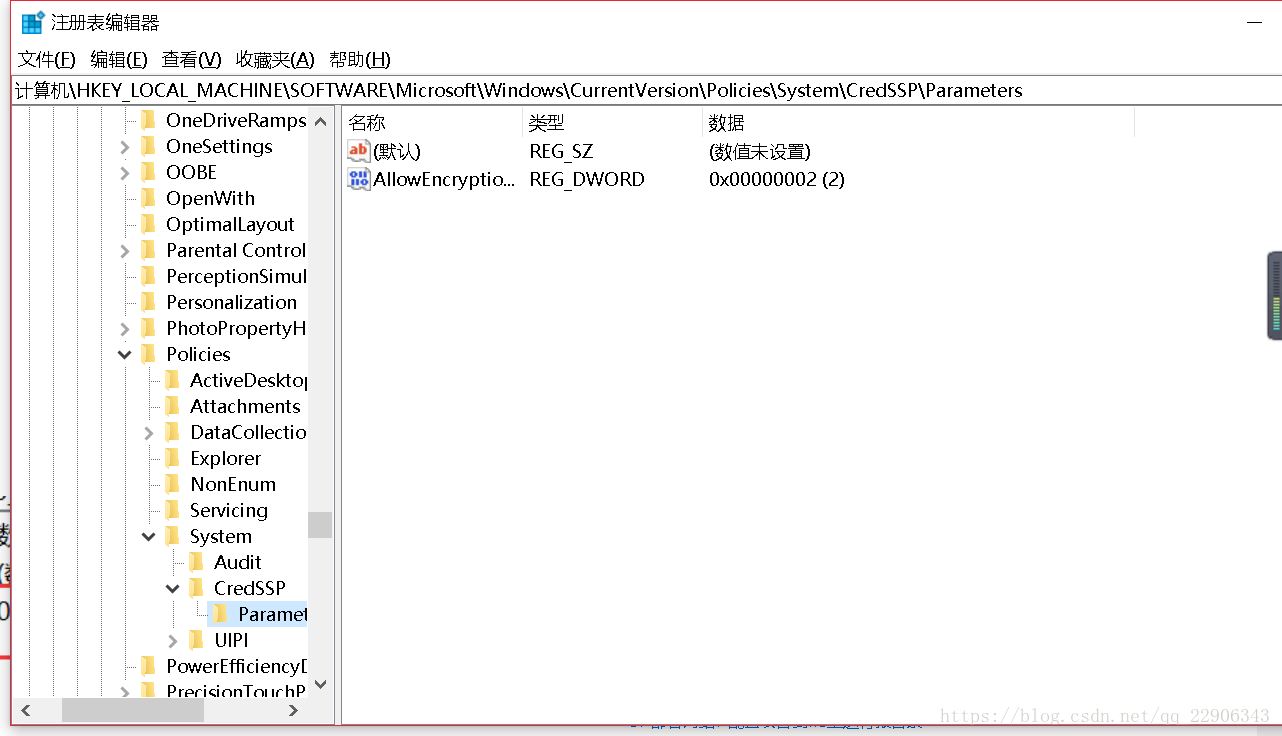 注册表编辑器
文件(F) 编辑(E) 查看(V) 收藏夹(A) 帮助(H)
计算机\HKEY_LOCAL_MACHINE\SOFTWARE\Microsoft\Windows\CurrentVersion\Policies\System\CredSSP\Parameters
OneDriveRamps
OneSettings
OOBE
OpenWith
OptimalLayout
Parental Control
PerceptionSimul
Personalization
PhotoPropertyH
Policies
ActiveDesktop
Attachments
DataCollectio
Explorer
NonEnum
Servicing
System
Audit
CredSSP
Paramet
UIPI
PowerEfficiencyD
PrecisionTouchP
名称 类型 数据
(默认) REG_SZ (数值未设置)
AllowEncryptio... REG_DWORD 0x00000002 (2)
https://blog.csdn.net/qq_22906343